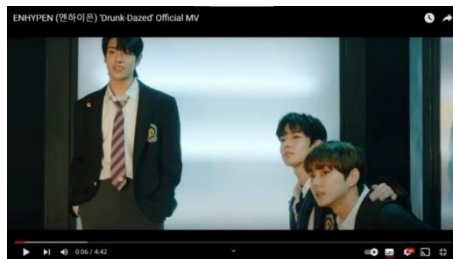 ENHYPEN (엔하이픈) 'Drunk-Dazed' Official MV
0:06 / 4:42